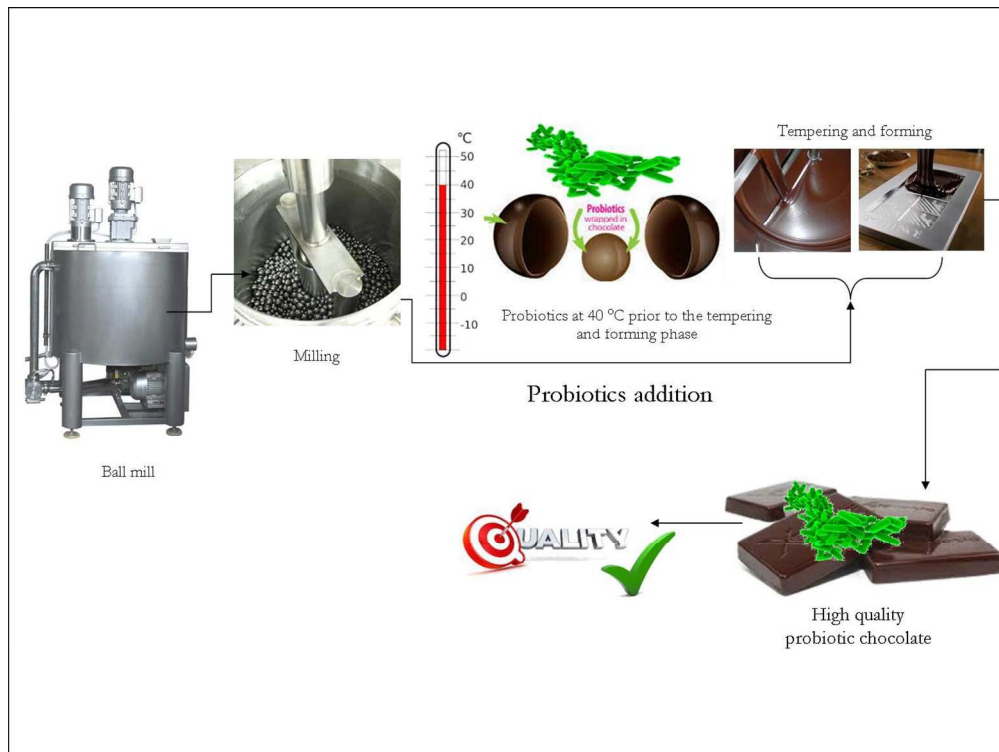 Ball mill
Milling
°C
50
40
30
20
10
0
-10
Probiotics
wrapped in
chocolate
Probiotics at 40 °C prior to the tempering
and forming phase
Tempering and forming
Probiotics addition
QUALITY
High quality
probiotic chocolate